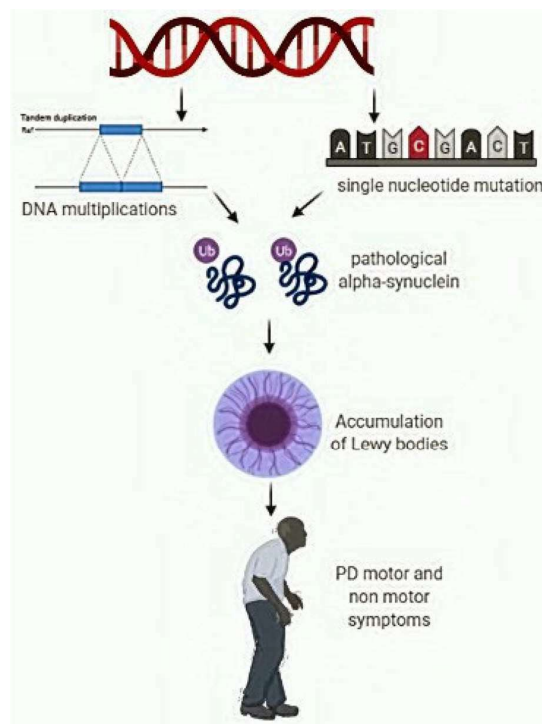 Tandem duplication
Ref
DNA multiplications
A T G C G A C T
single nucleotide mutation
Ub Ub
pathological
alpha-synuclein
Accumulation
of Lewy bodies
PD motor and
non motor
symptoms